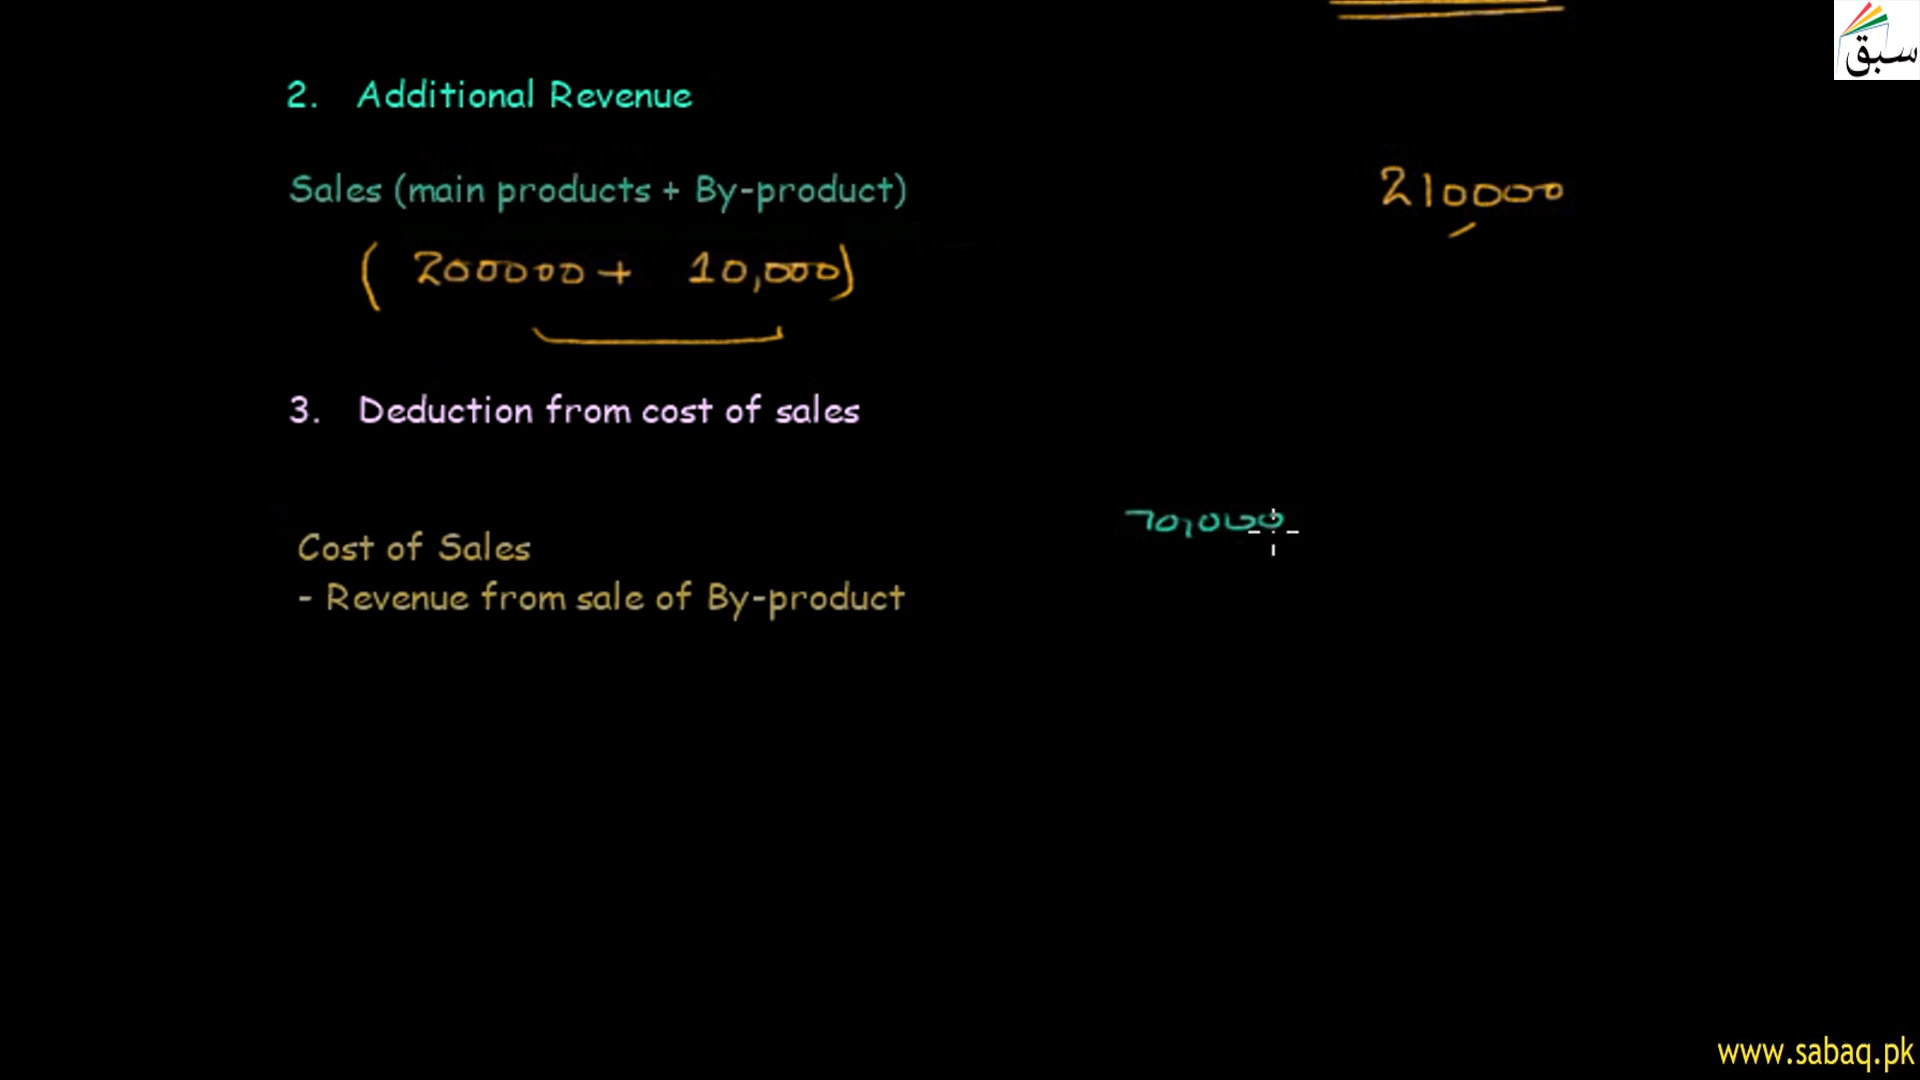 سبق
2. Additional Revenue
Sales (main products + By-product) 210000
( 200000 + 10,000)
3. Deduction from cost of sales
70,000
Cost of Sales
- Revenue from sale of By-product
www.sabaq.pk